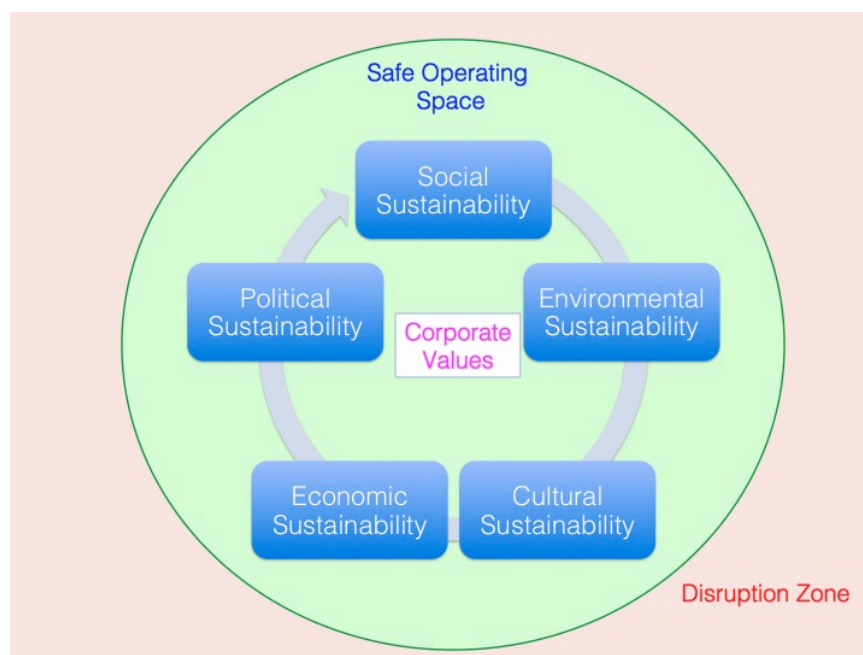 Safe Operating
Space
Social
Sustainability
Political
Sustainability
Environmental
Sustainability
Corporate
Values
Economic
Sustainability
Cultural
Sustainability
Disruption Zone